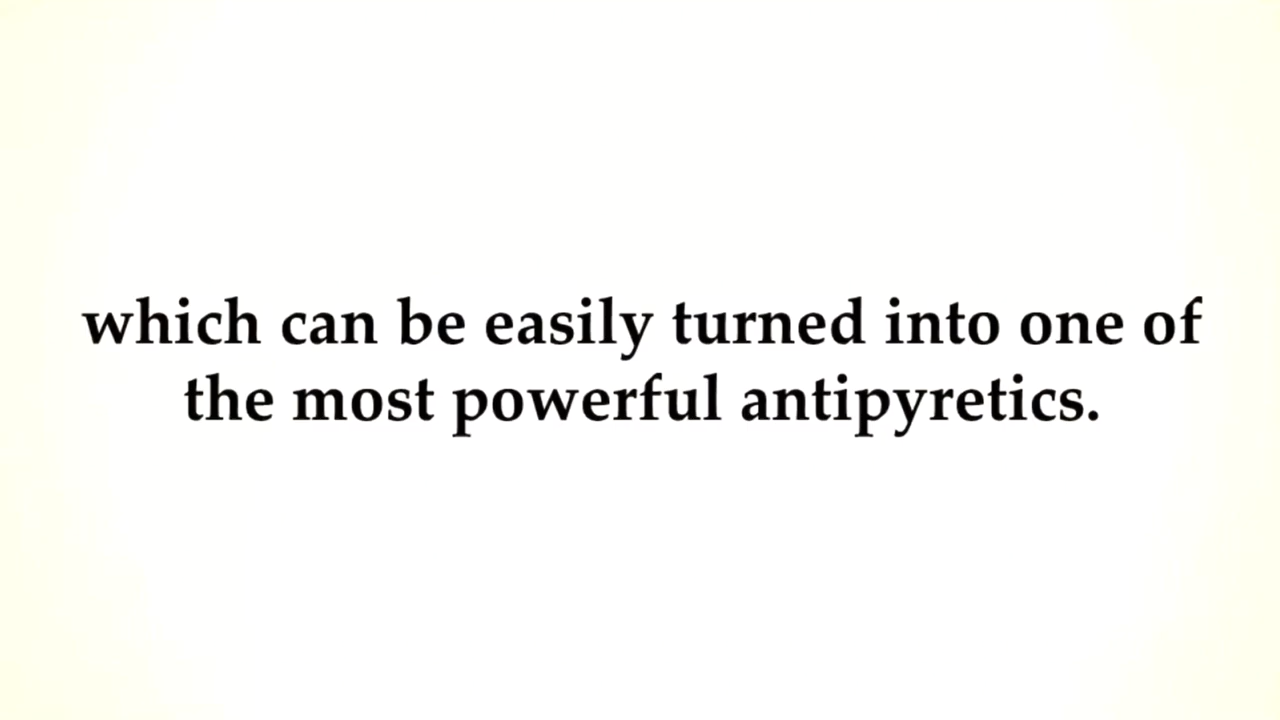 which can be easily turned into one of
the most powerful antipyretics.